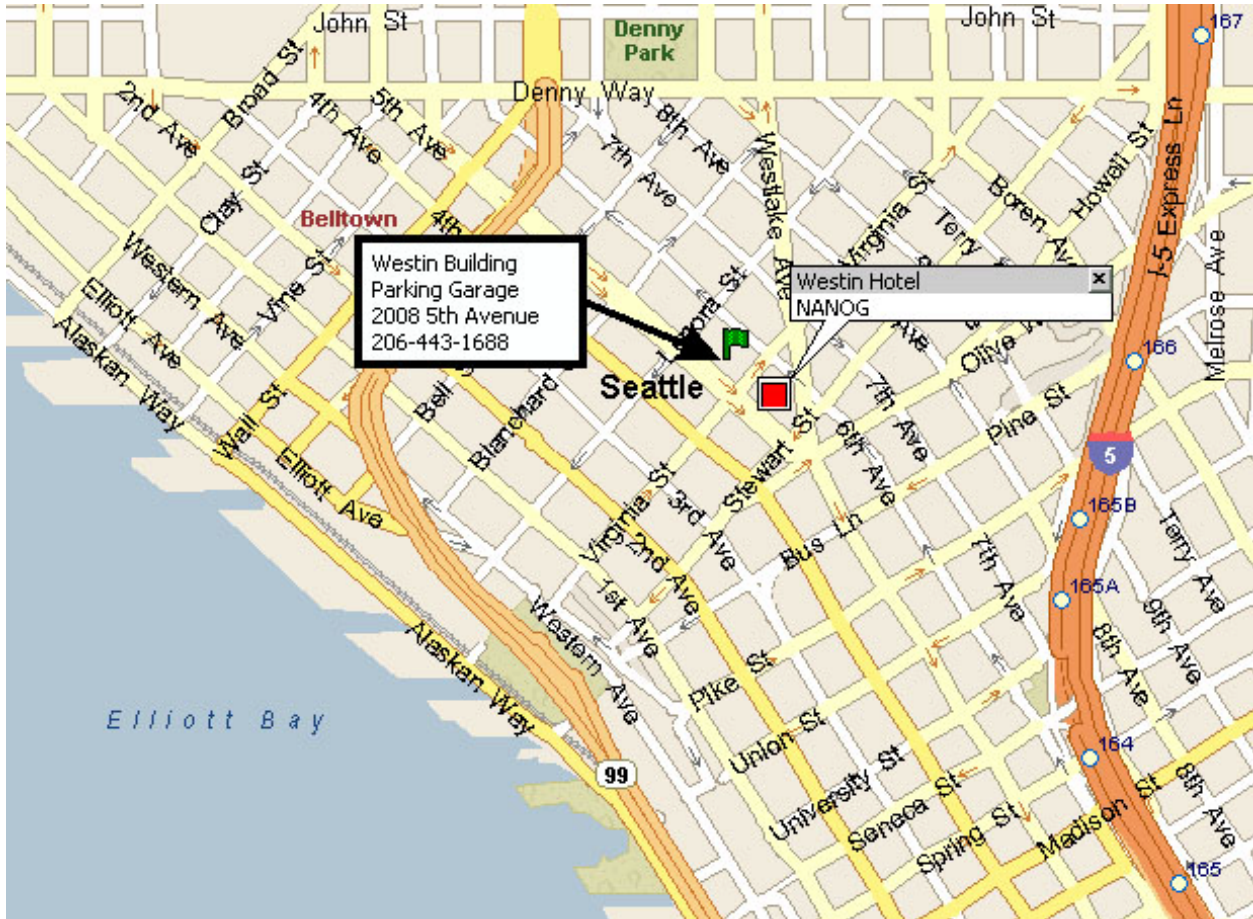 John St
John St
167
Denny
Park
Denny Way
2nd Ave
Broad St
4th Ave
5th Ave
8th Ave
7th Ave
Westlake Ave
Howell St
I-5 Express Ln
Clay St
Belltown
4th
Virginia St
Terry
Boren Ave
Melrose Ave
Western Ave
Elliott Ave
Alaskan Way
Vine St
Westin Building
Parking Garage
2008 5th Avenue
206-443-1688
Westin Hotel
NANOG
Ave
Olive
166
Seattle
Bell
Blanchard
7th Ave
6th Ave
Pine St
5
Wall St
Elliott Ave
Stewart St
Virginia St
3rd Ave
2nd Ave
Bus Ln
165B
Terry Ave
7th Ave
165A
9th Ave
8th Ave
1st Ave
Western Ave
Alaskan Way
Pike St
Elliott Bay
Union St
164
99
University St
Seneca St
Spring St
Madison St
8th Ave
165